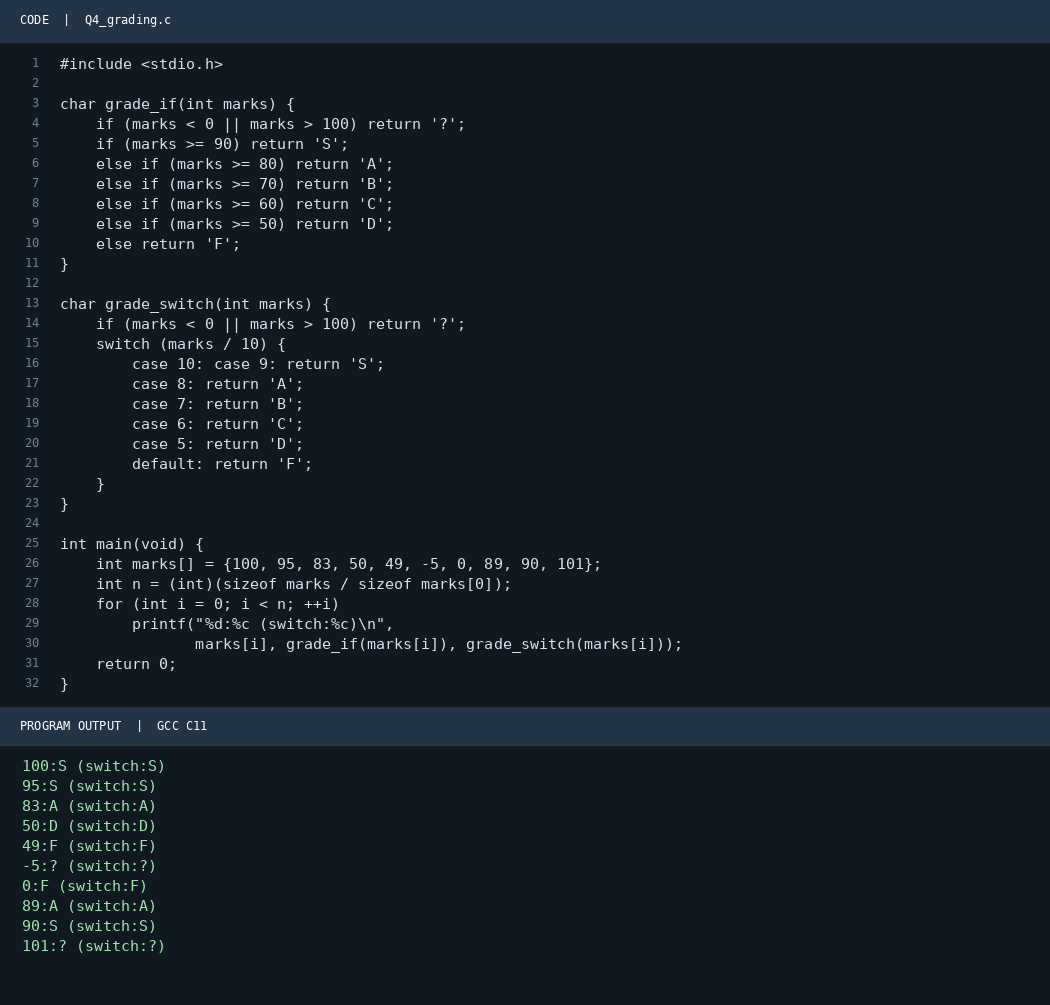 CODE | Q4_grading.c
1 #include <stdio.h>
2
3 char grade_if(int marks) {
4     if (marks < 0 || marks > 100) return '?';
5     if (marks >= 90) return 'S';
6     else if (marks >= 80) return 'A';
7     else if (marks >= 70) return 'B';
8     else if (marks >= 60) return 'C';
9     else if (marks >= 50) return 'D';
10     else return 'F';
11 }
12
13 char grade_switch(int marks) {
14     if (marks < 0 || marks > 100) return '?';
15     switch (marks / 10) {
16         case 10: case 9: return 'S';
17         case 8: return 'A';
18         case 7: return 'B';
19         case 6: return 'C';
20         case 5: return 'D';
21         default: return 'F';
22     }
23 }
24
25 int main(void) {
26     int marks[] = {100, 95, 83, 50, 49, -5, 0, 89, 90, 101};
27     int n = (int)(sizeof marks / sizeof marks[0]);
28     for (int i = 0; i < n; ++i)
29         printf("%d:%c (switch:%c)\n",
30                marks[i], grade_if(marks[i]), grade_switch(marks[i]));
31     return 0;
32 }
PROGRAM OUTPUT | GCC C11
100:S (switch:S)
95:S (switch:S)
83:A (switch:A)
50:D (switch:D)
49:F (switch:F)
-5:? (switch:?)
0:F (switch:F)
89:A (switch:A)
90:S (switch:S)
101:? (switch:?)